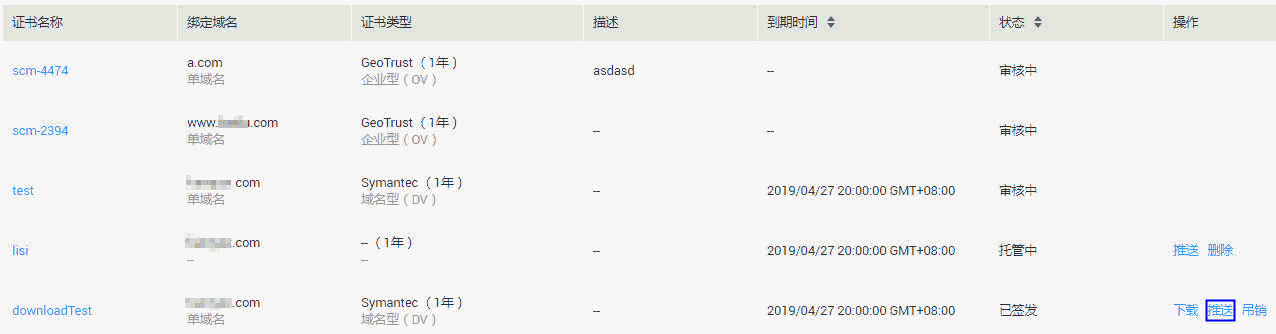 证书名称 绑定域名 证书类型 描述 到期时间 状态 操作
scm-4474 a.com 单域名 GeoTrust（1年） 企业型（OV） asdasd -- 审核中
scm-2394 www. u.com 单域名 GeoTrust（1年） 企业型（OV） -- -- 审核中
test .com 单域名 Symantec（1年） 域名型（DV） -- 2019/04/27 20:00:00 GMT+08:00 审核中
lisi .com -- --（1年） -- -- 2019/04/27 20:00:00 GMT+08:00 托管中 推送 删除
downloadTest .com 单域名 Symantec（1年） 域名型（DV） -- 2019/04/27 20:00:00 GMT+08:00 已签发 下载 推送 吊销